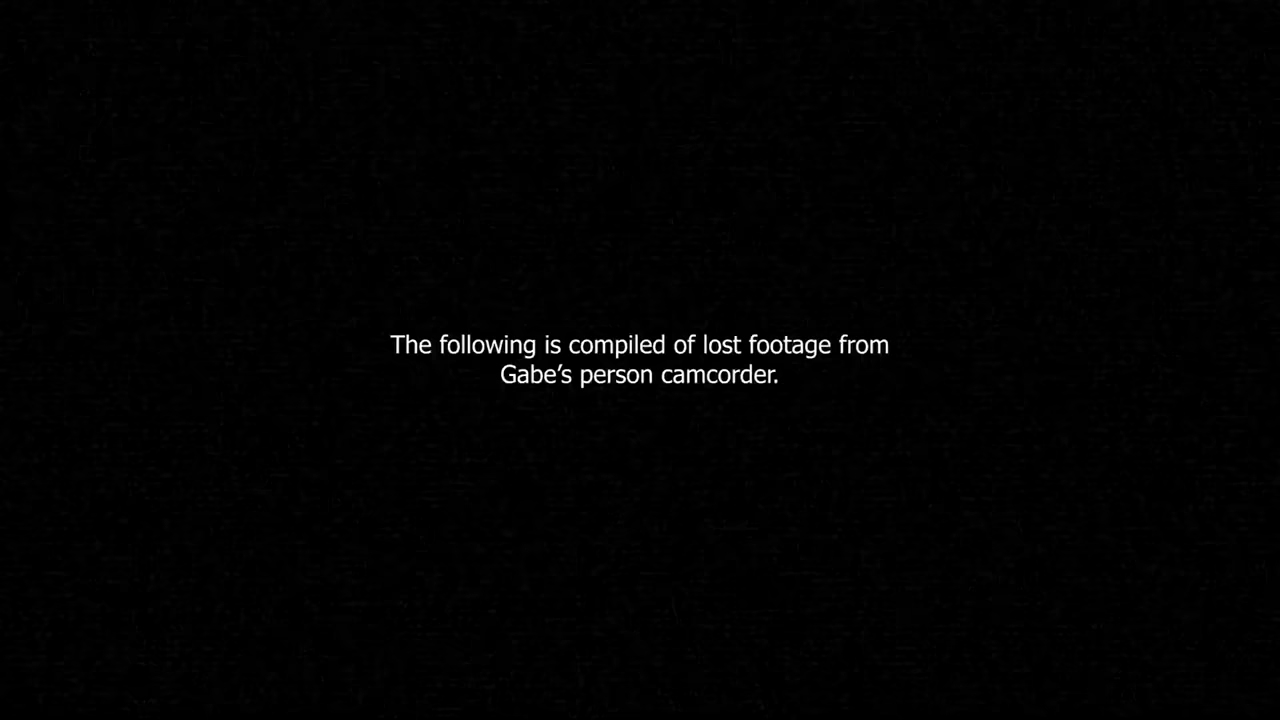 The following is compiled of lost footage from
Gabe’s person camcorder.